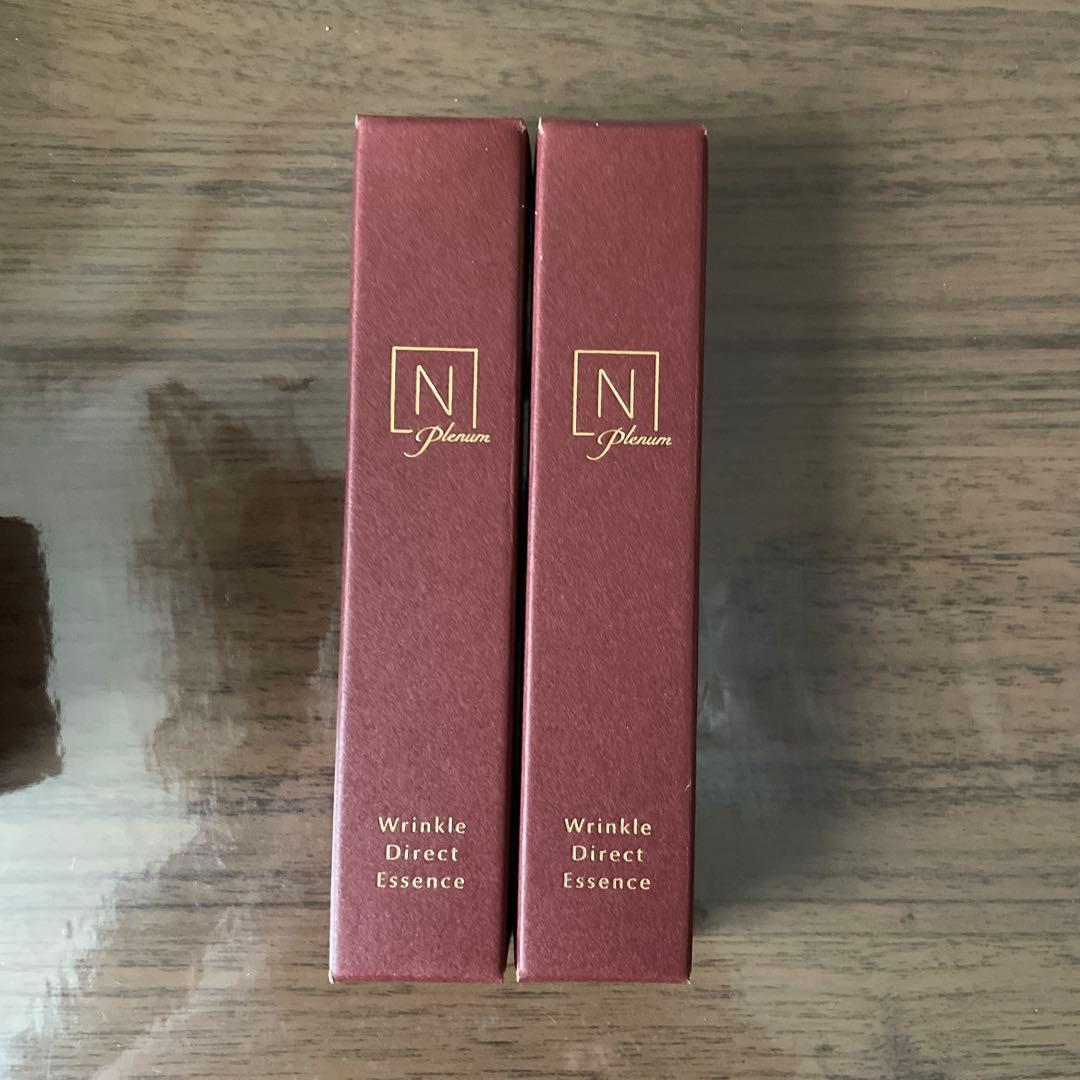 N
Plenum
Wrinkle
Direct
Essence
N
Plenum
Wrinkle
Direct
Essence